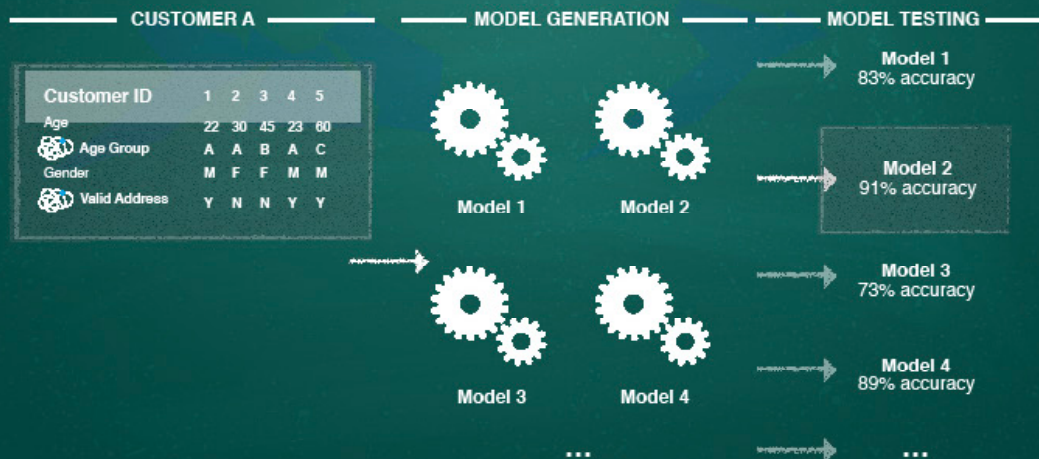 CUSTOMER A
Customer ID 1 2 3 4 5
Age 22 30 45 23 60
Age Group A A B A C
Gender M F F M M
Valid Address Y N N Y Y
MODEL GENERATION
Model 1 Model 2
Model 3 Model 4
...
MODEL TESTING
Model 1
83% accuracy
Model 2
91% accuracy
Model 3
73% accuracy
Model 4
89% accuracy
...